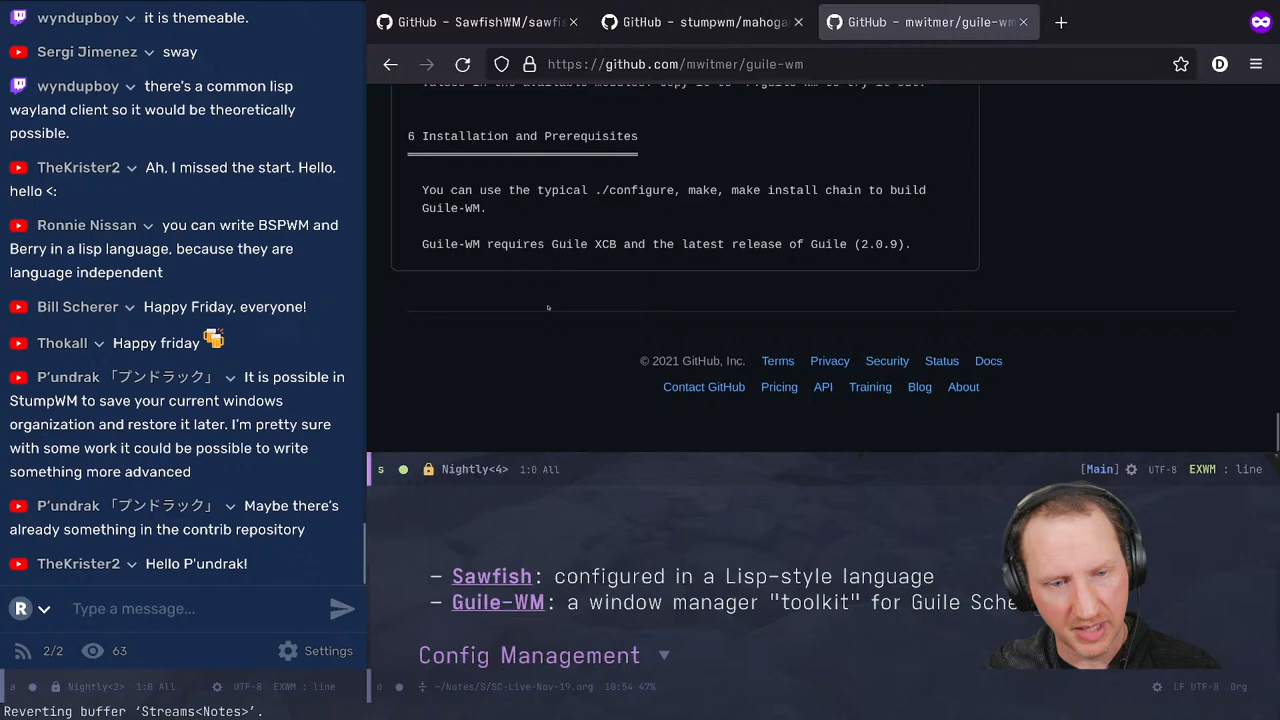 wyndupboy it is themeable.
Sergi Jimenez sway
wyndupboy there's a common lisp
wayland client so it would be theoretically
possible.
TheKrister2 Ah, I missed the start. Hello,
hello <:
Ronnie Nissan you can write BSPWM and
Berry in a lisp language, because they are
language independent
Bill Scherer Happy Friday, everyone!
Thokall Happy friday
P'undrak 「プンドラック」 It is possible in
StumpWM to save your current windows
organization and restore it later. I'm pretty sure
with some work it could be possible to write
something more advanced
P'undrak 「プンドラック」 Maybe there's
already something in the contrib repository
TheKrister2 Hello P'undrak!
R Type a message...
2/2 63 Settings
a Nightly<2> 1:0 All UTF-8 EXWM : line
Reverting buffer ‘Streams<Notes>’.
GitHub - SawfishWM/sawfi
GitHub - stumpwm/mahoga
GitHub - mwitmer/guile-wm
https://github.com/mwitmer/guile-wm
D
6 Installation and Prerequisites
You can use the typical ./configure, make, make install chain to build
Guile-WM.
Guile-WM requires Guile XCB and the latest release of Guile (2.0.9).
© 2021 GitHub, Inc. Terms Privacy Security Status Docs
Contact GitHub Pricing API Training Blog About
s Nightly<4> 1:0 All [Main] UTF-8 EXWM : line
– Sawfish: configured in a Lisp-style language
– Guile-WM: a window manager "toolkit" for Guile Sche
Config Management
d ~/Notes/S/SC-Live-Nov-19.org 10:54 47% LF UTF-8 Org